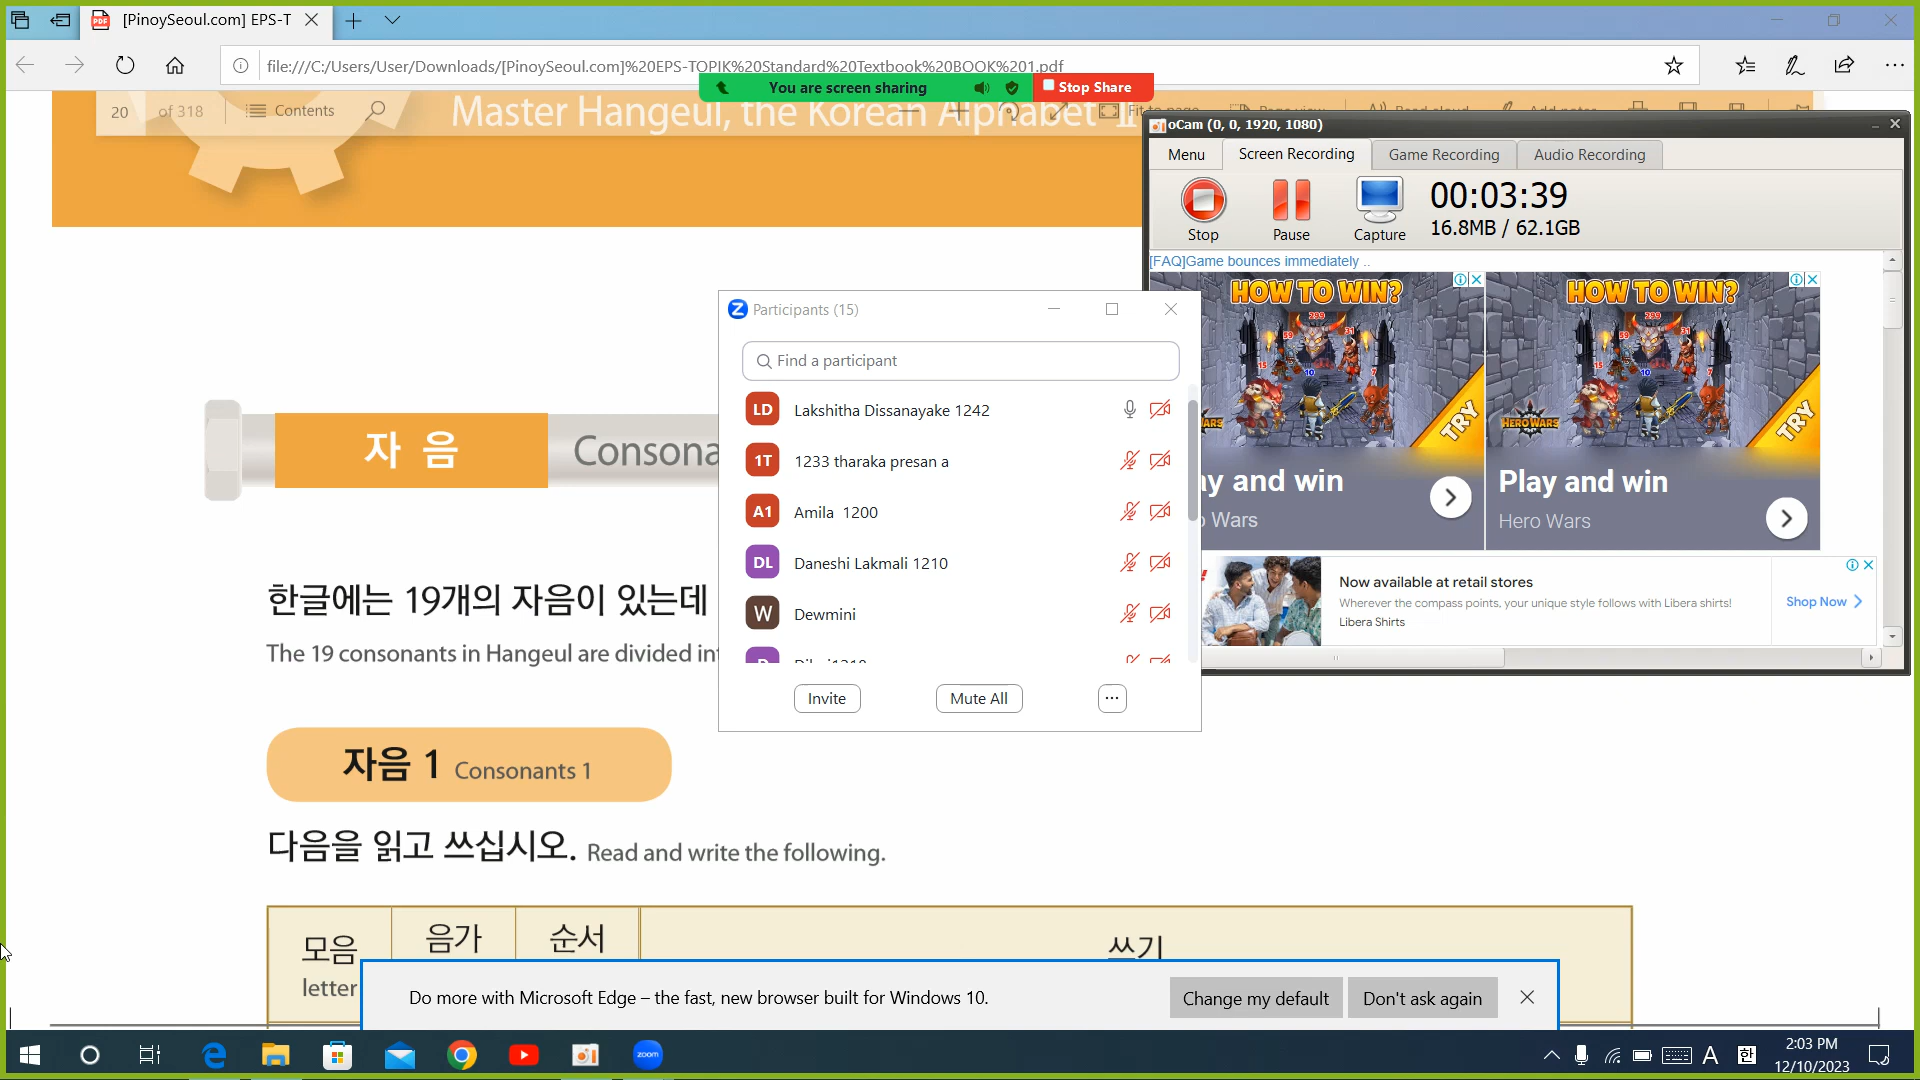 [PinoySeoul.com] EPS-T
file:///C:/Users/User/Downloads/[PinoySeoul.com]%20EPS-TOPIK%20Standard%20Textbook%20BOOK%201.pdf
You are screen sharing
Stop Share
20 of 318 Contents
Master Hangeul, the Korean Alphabet II
oCam (0, 0, 1920, 1080)
Menu Screen Recording Game Recording Audio Recording
00:03:39
16.8MB / 62.1GB
Stop Pause Capture
[FAQ]Game bounces immediately ..
HOW TO WIN?
HOW TO WIN?
TRY
TRY
HERO WARS
Play and win
Hero Wars
Now available at retail stores
Wherever the compass points, your unique style follows with Libera shirts!
Libera Shirts
Shop Now
Participants (15)
Find a participant
LD Lakshitha Dissanayake 1242
1T 1233 tharaka presan a
A1 Amila 1200
DL Daneshi Lakmali 1210
W Dewmini
Invite Mute All ...
자 음
Consona
한글에는 19개의 자음이 있는데
The 19 consonants in Hangeul are divided int
자음 1 Consonants 1
다음을 읽고 쓰십시오. Read and write the following.
모음 음가 순서 쓰기
letter
Do more with Microsoft Edge – the fast, new browser built for Windows 10.
Change my default Don't ask again
zoom
A 한
2:03 PM
12/10/2023